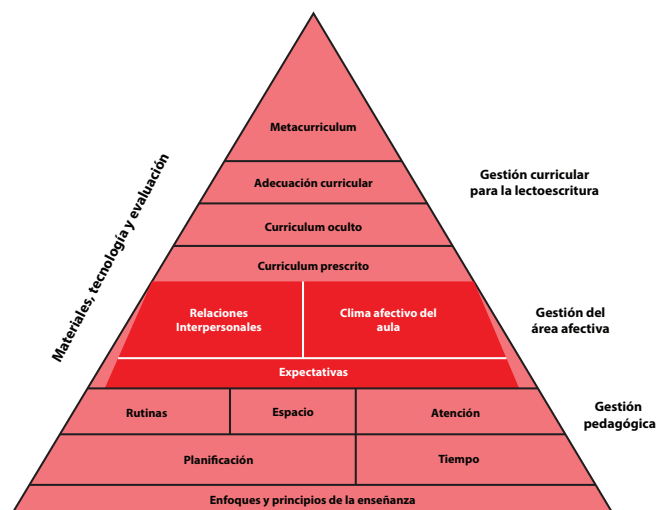 Metacurriculum
Materiales, tecnología y evaluación
Adecuación curricular
Gestión curricular
para la lectoescritura
Curriculum oculto
Curriculum prescrito
Relaciones
Interpersonales
Clima afectivo del
aula
Gestión del
área afectiva
Expectativas
Rutinas
Espacio
Atención
Gestión
pedagógica
Planificación
Tiempo
Enfoques y principios de la enseñanza